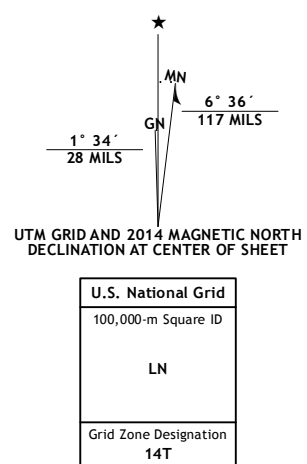 ★
MN
GN
6° 36´
117 MILS
1° 34´
28 MILS
UTM GRID AND 2014 MAGNETIC NORTH
DECLINATION AT CENTER OF SHEET
U.S. National Grid
100,000-m Square ID
LN
Grid Zone Designation
14T